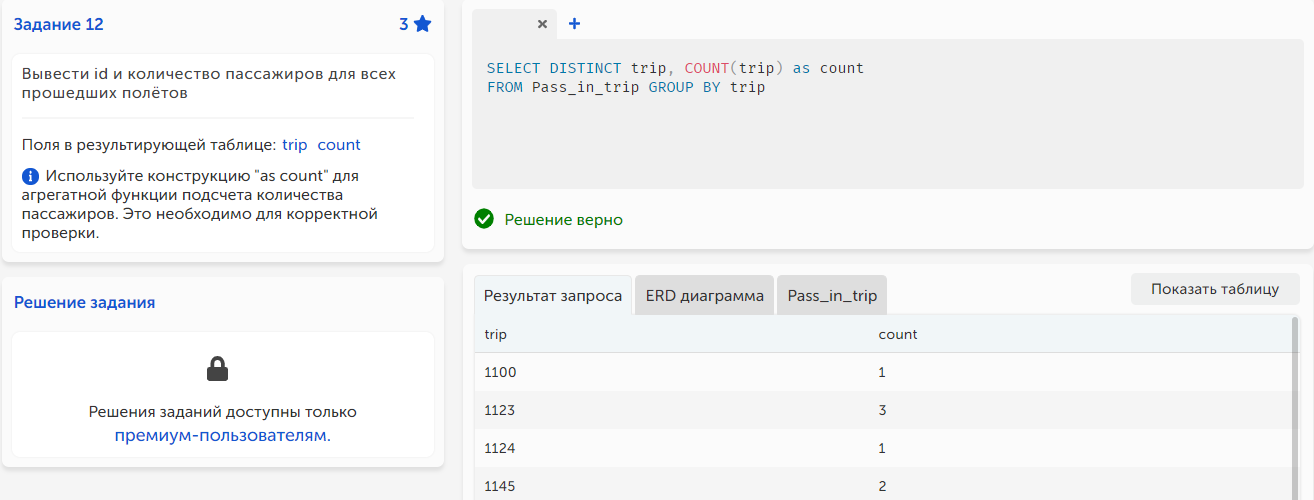 Задание 12
3
Вывести id и количество пассажиров для всех
прошедших полётов
Поля в результирующей таблице: trip count
Используйте конструкцию "as count" для
агрегатной функции подсчета количества
пассажиров. Это необходимо для корректной
проверки.
Решение задания
Решения заданий доступны только
премиум-пользователям.
SELECT DISTINCT trip, COUNT(trip) as count
FROM Pass_in_trip GROUP BY trip
Решение верно
Результат запроса
ERD диаграмма
Pass_in_trip
Показать таблицу
trip count
1100 1
1123 3
1124 1
1145 2